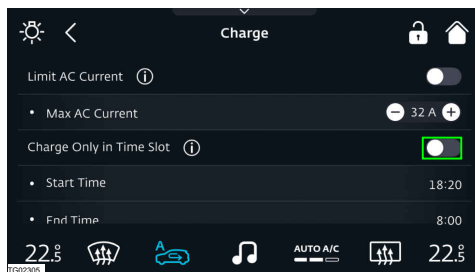 Charge
Limit AC Current i
• Max AC Current 32 A
Charge Only in Time Slot i
• Start Time 18:20
• End Time 8:00
22.5° A AUTO A/C 22.5°
TG02305